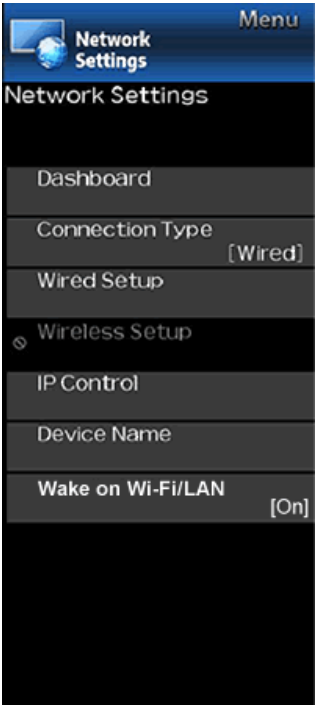 Menu
Network
Settings
Network Settings
Dashboard
Connection Type
[Wired]
Wired Setup
Wireless Setup
IP Control
Device Name
Wake on Wi-Fi/LAN
[On]